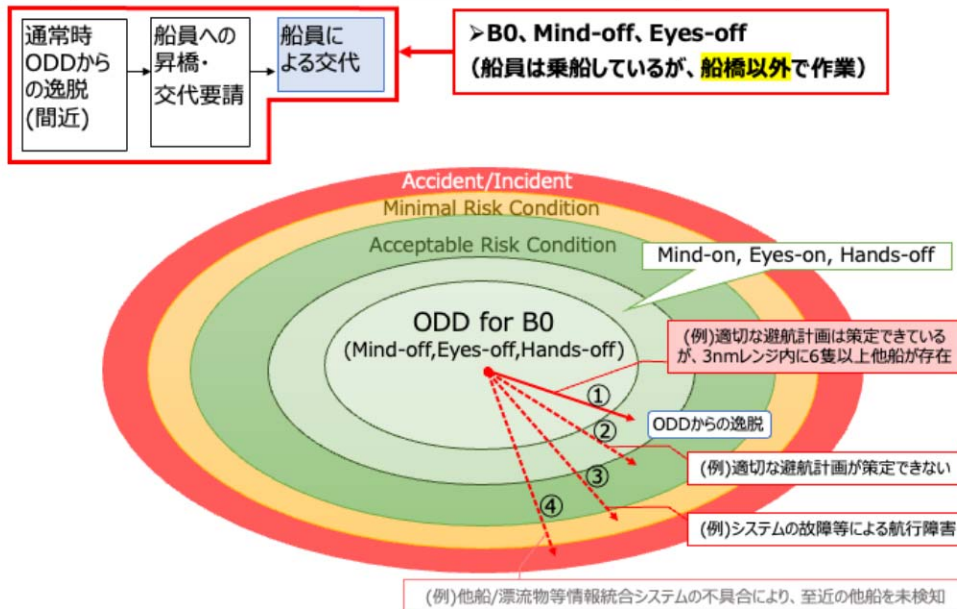 通常時
ODDから
の逸脱
(間近)
船員への
昇橋・
交代要請
船員に
よる交代
➢B0、Mind-off、Eyes-off
（船員は乗船しているが、船橋以外で作業）
Accident/Incident
Minimal Risk Condition
Acceptable Risk Condition
Mind-on, Eyes-on, Hands-off
ODD for B0
(Mind-off,Eyes-off,Hands-off)
(例)適切な避航計画は策定できている
が、3nmレンジ内に6隻以上他船が存在
①
ODDからの逸脱
②
(例)適切な避航計画が策定できない
③
④
(例)システムの故障等による航行障害
(例)他船/漂流物等情報統合システムの不具合により、至近の他船を未検知